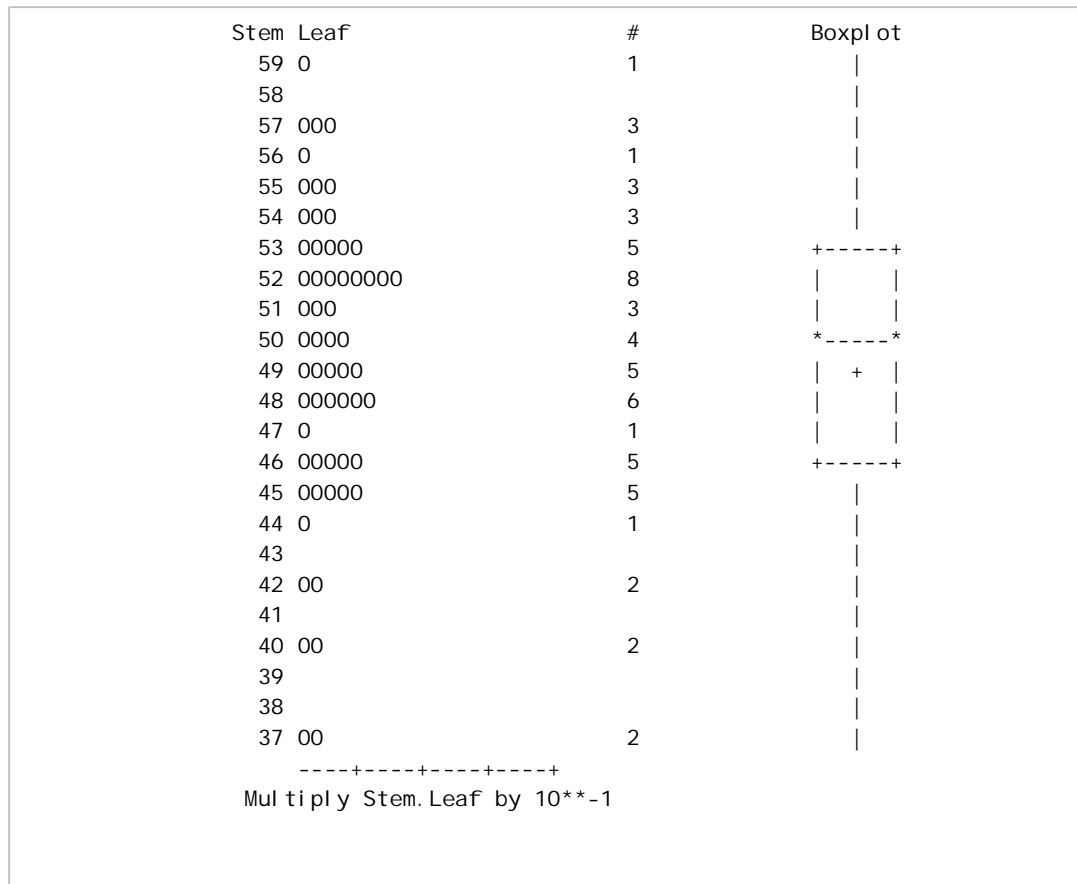 Stem Leaf # Boxplot
59 0 1 |
58 |
57 000 3 |
56 0 1 |
55 000 3 |
54 000 3 |
53 00000 5 +-----+
52 00000000 8 | |
51 000 3 | |
50 0000 4 *-----*
49 00000 5 | + |
48 000000 6 | |
47 0 1 | |
46 00000 5 +-----+
45 00000 5 |
44 0 1 |
43 |
42 00 2 |
41 |
40 00 2 |
39 |
38 |
37 00 2 |
----+----+----+----+
Multiply Stem.Leaf by 10**-1